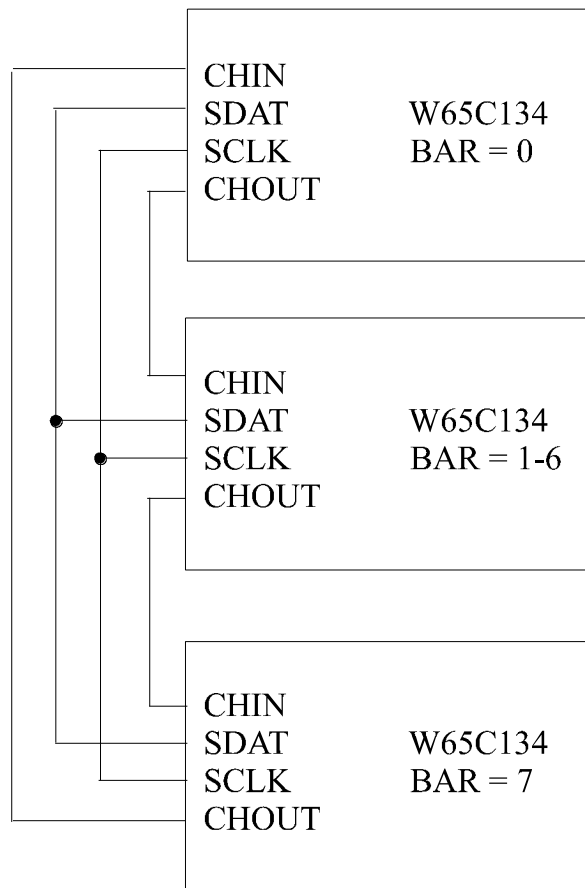 CHIN
SDAT W65C134
SCLK BAR = 0
CHOUT
CHIN
SDAT W65C134
SCLK BAR = 1-6
CHOUT
CHIN
SDAT W65C134
SCLK BAR = 7
CHOUT